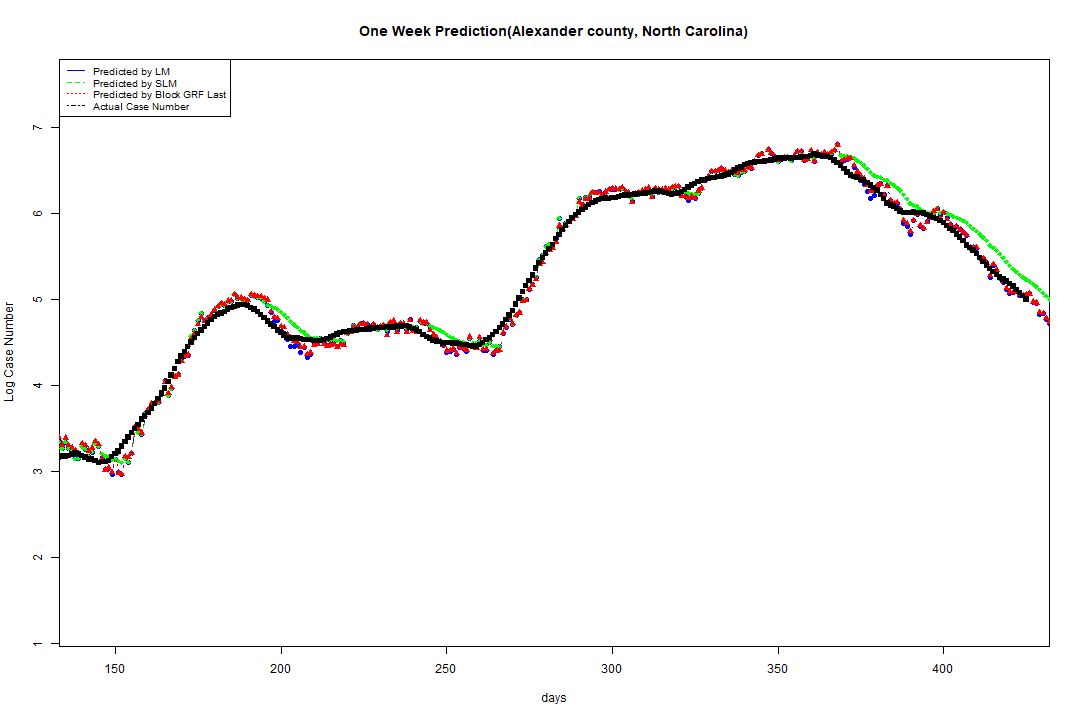 One Week Prediction(Alexander county, North Carolina)
Predicted by LM
Predicted by SLM
Predicted by Block GRF Last
Actual Case Number
Log Case Number
7
6
5
4
3
2
1
150 200 250 300 350 400
days